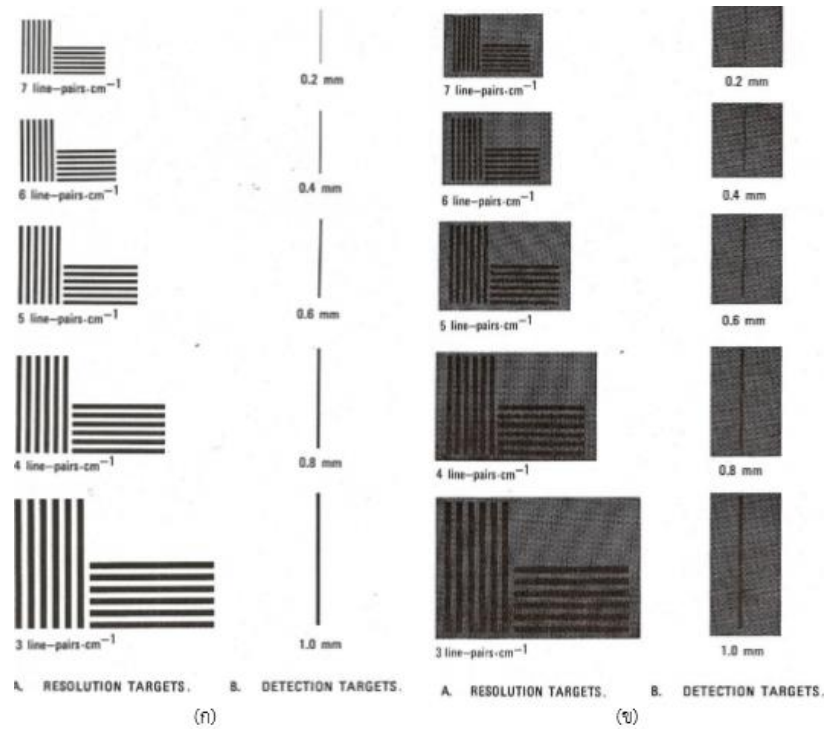 7 line-pairs-cm⁻¹
0.2 mm
6 line-pairs-cm⁻¹
0.4 mm
5 line-pairs-cm⁻¹
0.6 mm
4 line-pairs-cm⁻¹
0.8 mm
3 line-pairs-cm⁻¹
1.0 mm
A. RESOLUTION TARGETS.
B. DETECTION TARGETS.
(ก)
7 line-pairs-cm⁻¹
0.2 mm
6 line-pairs-cm⁻¹
0.4 mm
5 line-pairs-cm⁻¹
0.6 mm
4 line-pairs-cm⁻¹
0.8 mm
3 line-pairs-cm⁻¹
1.0 mm
A. RESOLUTION TARGETS.
B. DETECTION TARGETS.
(ข)